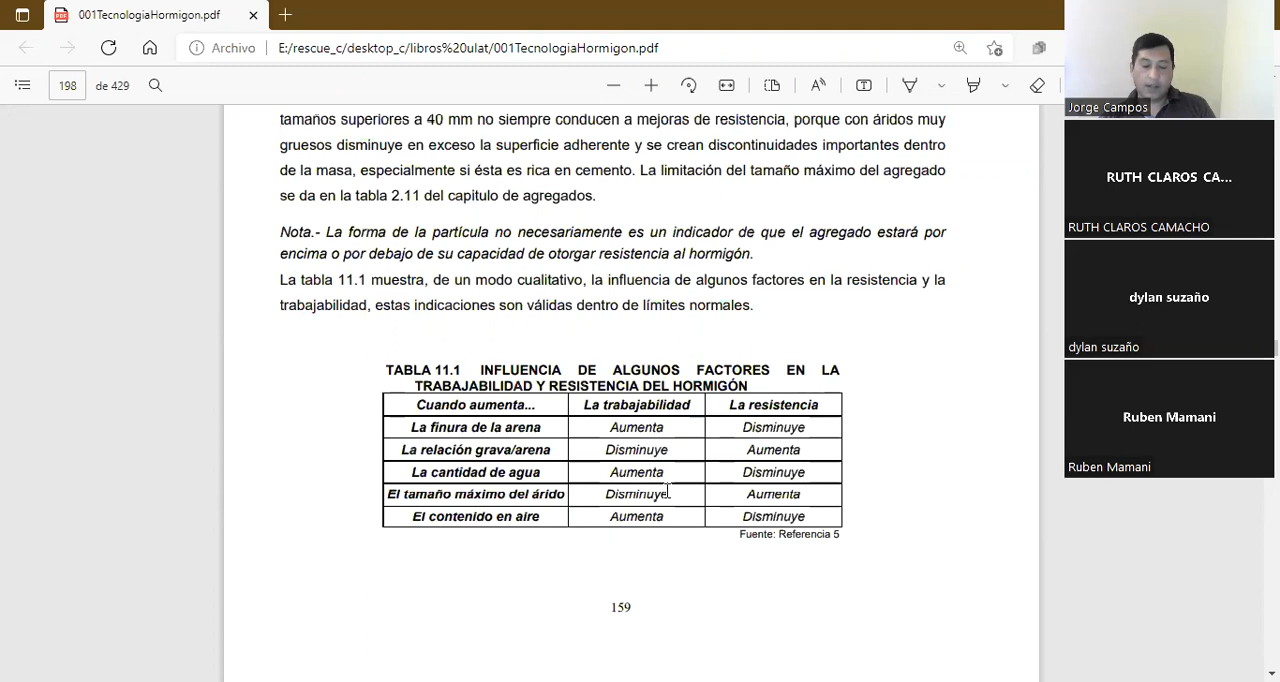 001TecnologiaHormigon.pdf
Archivo
E:/rescue_c/desktop_c/libros%20ulat/001TecnologiaHormigon.pdf
198 de 429
tamaños superiores a 40 mm no siempre conducen a mejoras de resistencia, porque con áridos muy
gruesos disminuye en exceso la superficie adherente y se crean discontinuidades importantes dentro
de la masa, especialmente si ésta es rica en cemento. La limitación del tamaño máximo del agregado
se da en la tabla 2.11 del capitulo de agregados.
Nota.- La forma de la partícula no necesariamente es un indicador de que el agregado estará por
encima o por debajo de su capacidad de otorgar resistencia al hormigón.
La tabla 11.1 muestra, de un modo cualitativo, la influencia de algunos factores en la resistencia y la
trabajabilidad, estas indicaciones son válidas dentro de límites normales.
TABLA 11.1 INFLUENCIA DE ALGUNOS FACTORES EN LA
TRABAJABILIDAD Y RESISTENCIA DEL HORMIGÓN
Cuando aumenta... La trabajabilidad La resistencia
La finura de la arena Aumenta Disminuye
La relación grava/arena Disminuye Aumenta
La cantidad de agua Aumenta Disminuye
El tamaño máximo del árido Disminuye Aumenta
El contenido en aire Aumenta Disminuye
Fuente: Referencia 5
159
Jorge Campos
RUTH CLAROS CA...
RUTH CLAROS CAMACHO
dylan suzaño
dylan suzaño
Ruben Mamani
Ruben Mamani